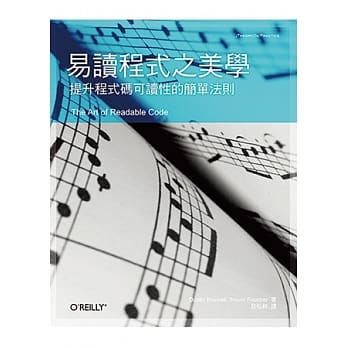 THEORY IN PRACTICE
易讀程式之美學
提升程式碼可讀性的簡單法則
The Art of Readable Code
O'REILLY®
Dustin Boswell, Trevor Foucher 著